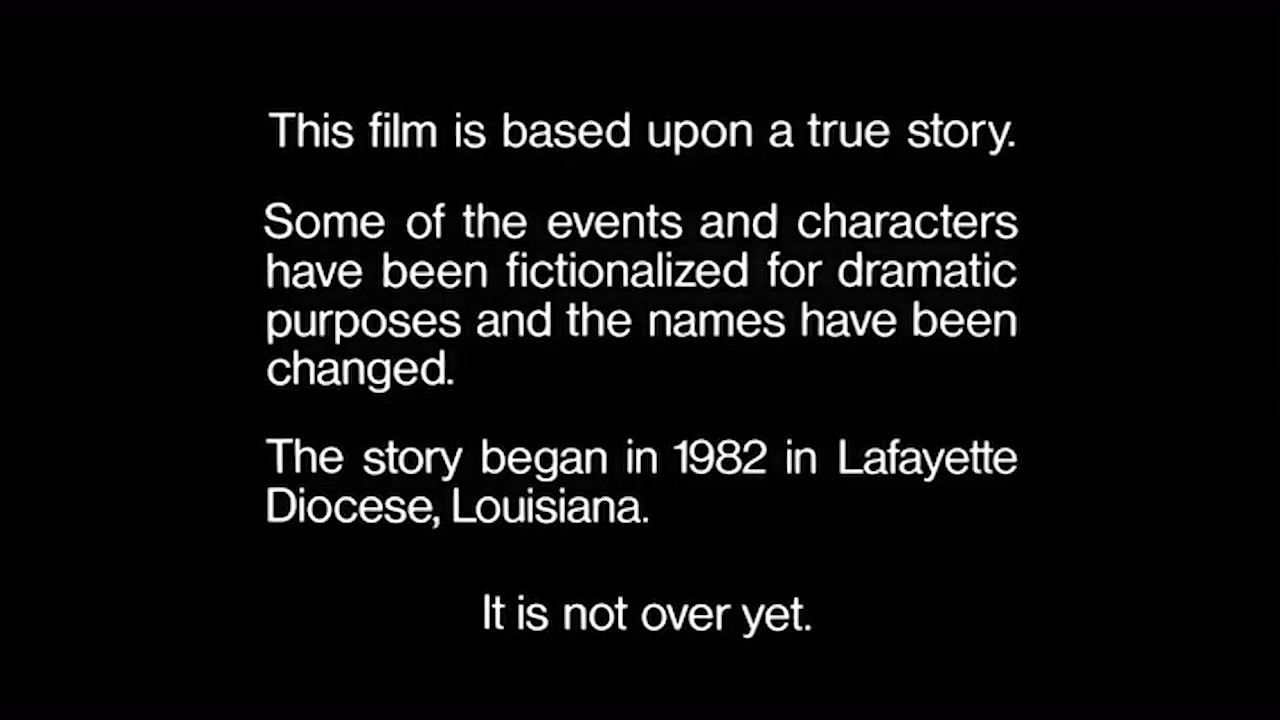 This film is based upon a true story.
Some of the events and characters
have been fictionalized for dramatic
purposes and the names have been
changed.
The story began in 1982 in Lafayette
Diocese, Louisiana.
It is not over yet.